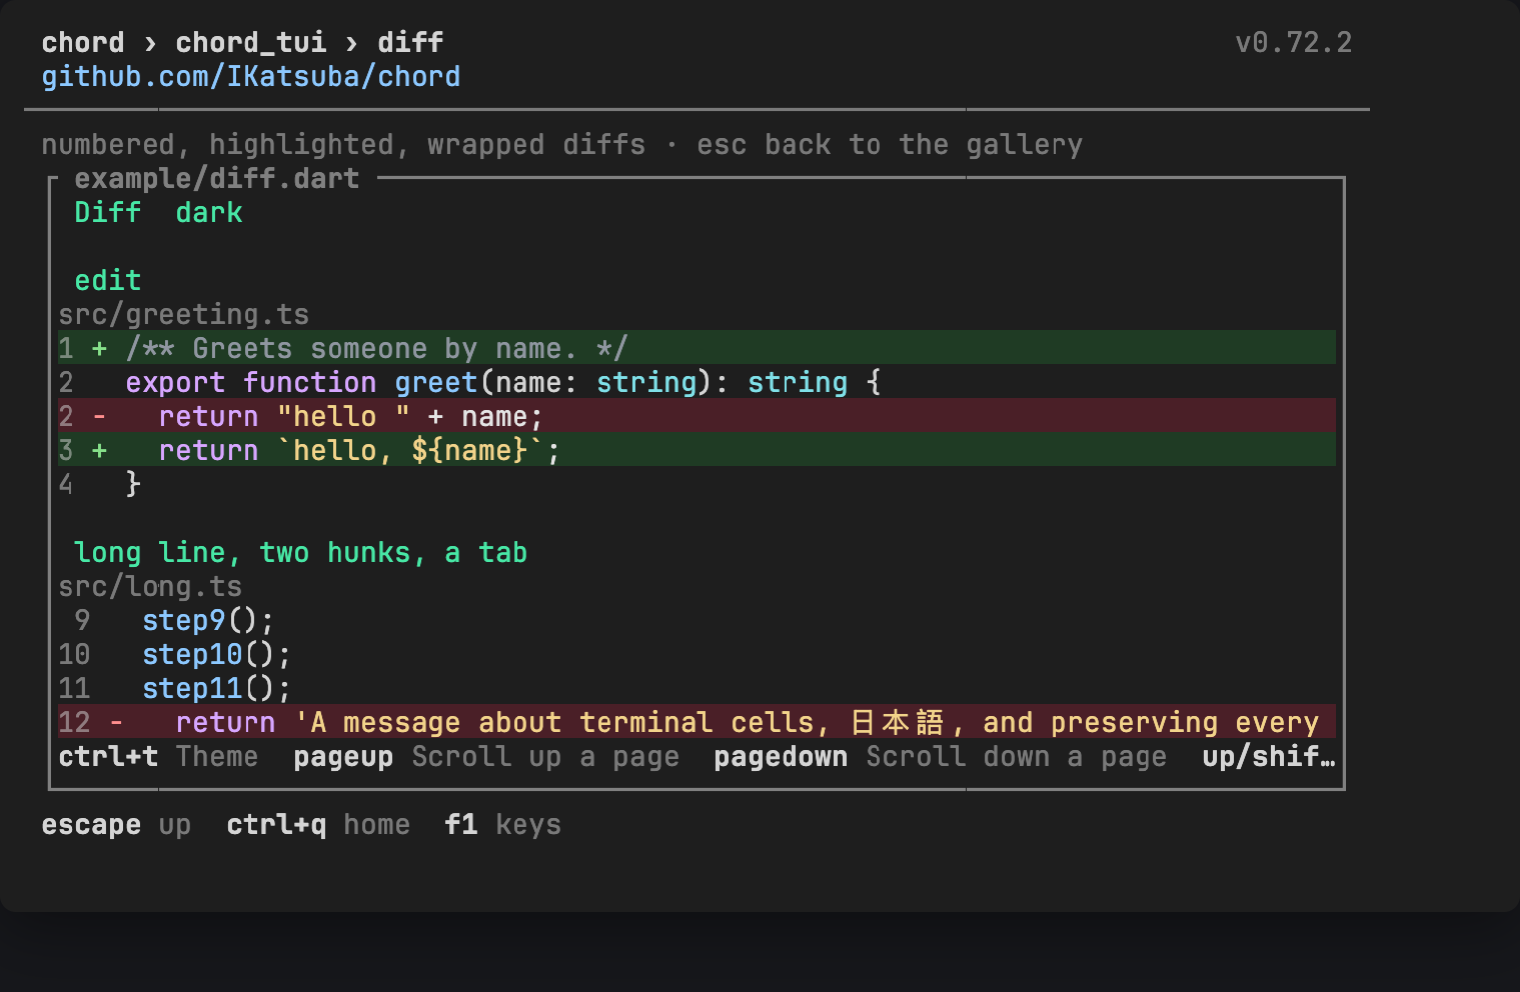 chord › chord_tui › diff v0.72.2
github.com/IKatsuba/chord
numbered, highlighted, wrapped diffs · esc back to the gallery
example/diff.dart
Diff  dark
edit
src/greeting.ts
1 + /** Greets someone by name. */
2   export function greet(name: string): string {
2 -   return "hello " + name;
3 +   return `hello, ${name}`;
4   }
long line, two hunks, a tab
src/long.ts
 9   step9();
10   step10();
11   step11();
12 -   return 'A message about terminal cells, 日本語, and preserving every
ctrl+t Theme  pageup Scroll up a page  pagedown Scroll down a page  up/shif…
escape up  ctrl+q home  f1 keys